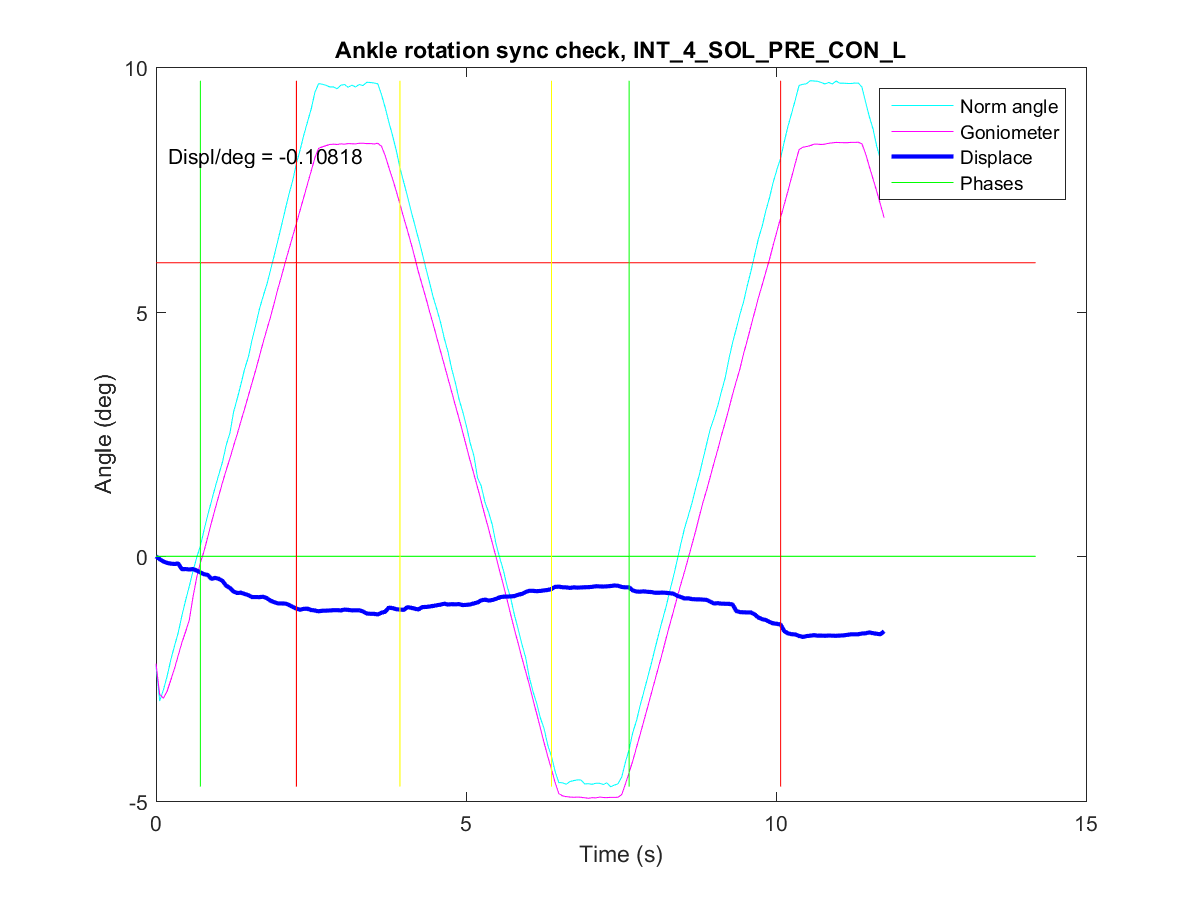 Ankle rotation sync check, INT_4_SOL_PRE_CON_L
10
Norm angle
Goniometer
Displace
Phases
Displ/deg = -0.10818
5
Angle (deg)
0
-5
0
5
10
15
Time (s)